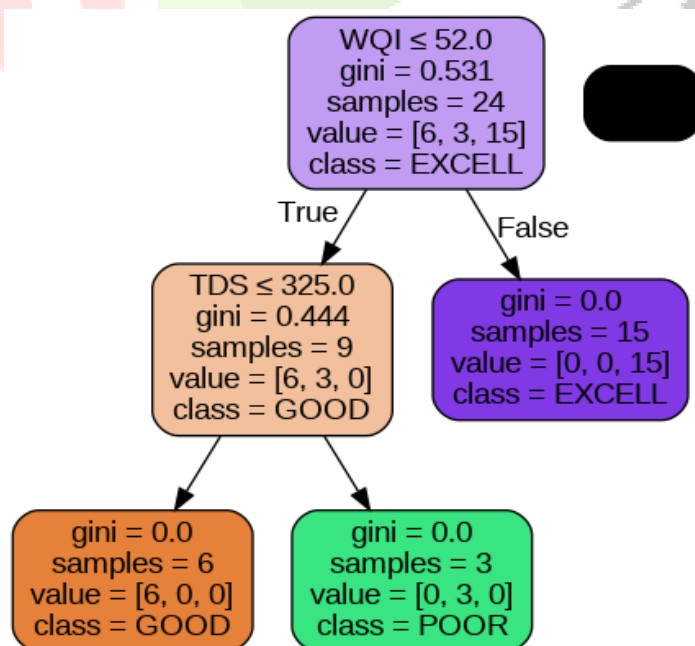 WQI ≤ 52.0
gini = 0.531
samples = 24
value = [6, 3, 15]
class = EXCELL
True
False
TDS ≤ 325.0
gini = 0.444
samples = 9
value = [6, 3, 0]
class = GOOD
gini = 0.0
samples = 15
value = [0, 0, 15]
class = EXCELL
gini = 0.0
samples = 6
value = [6, 0, 0]
class = GOOD
gini = 0.0
samples = 3
value = [0, 3, 0]
class = POOR